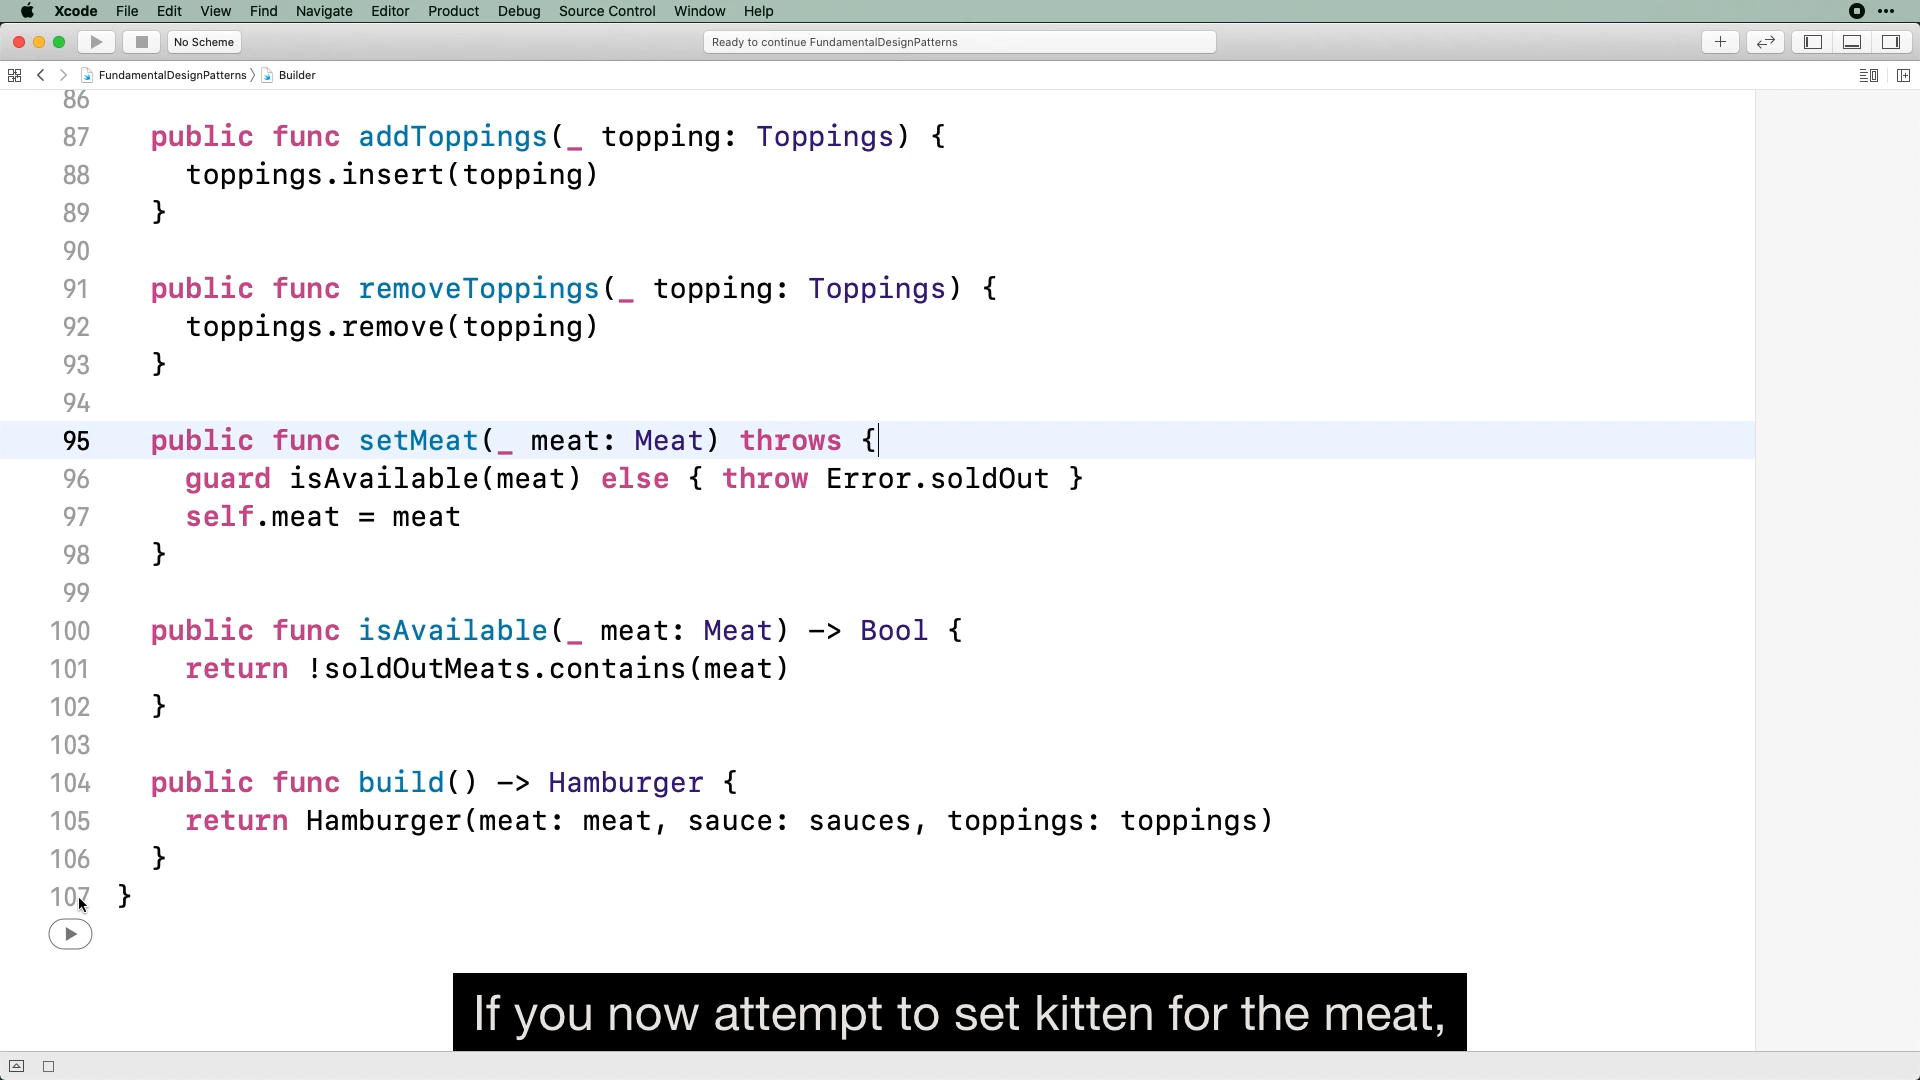 Xcode File Edit View Find Navigate Editor Product Debug Source Control Window Help
No Scheme
Ready to continue FundamentalDesignPatterns
FundamentalDesignPatterns Builder
86
87 public func addToppings(_ topping: Toppings) {
88 toppings.insert(topping)
89 }
90
91 public func removeToppings(_ topping: Toppings) {
92 toppings.remove(topping)
93 }
94
95 public func setMeat(_ meat: Meat) throws {
96 guard isAvailable(meat) else { throw Error.soldOut }
97 self.meat = meat
98 }
99
100 public func isAvailable(_ meat: Meat) -> Bool {
101 return !soldOutMeats.contains(meat)
102 }
103
104 public func build() -> Hamburger {
105 return Hamburger(meat: meat, sauce: sauces, toppings: toppings)
106 }
107 }
If you now attempt to set kitten for the meat,